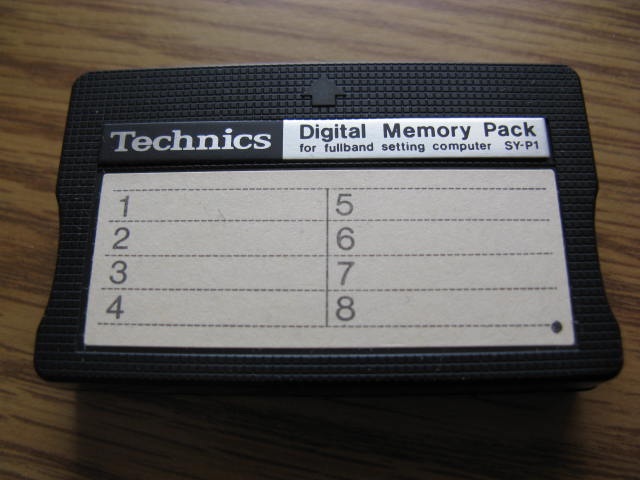 Technics
Digital Memory Pack
for fullband setting computer SY-P1
1
2
3
4
5
6
7
8